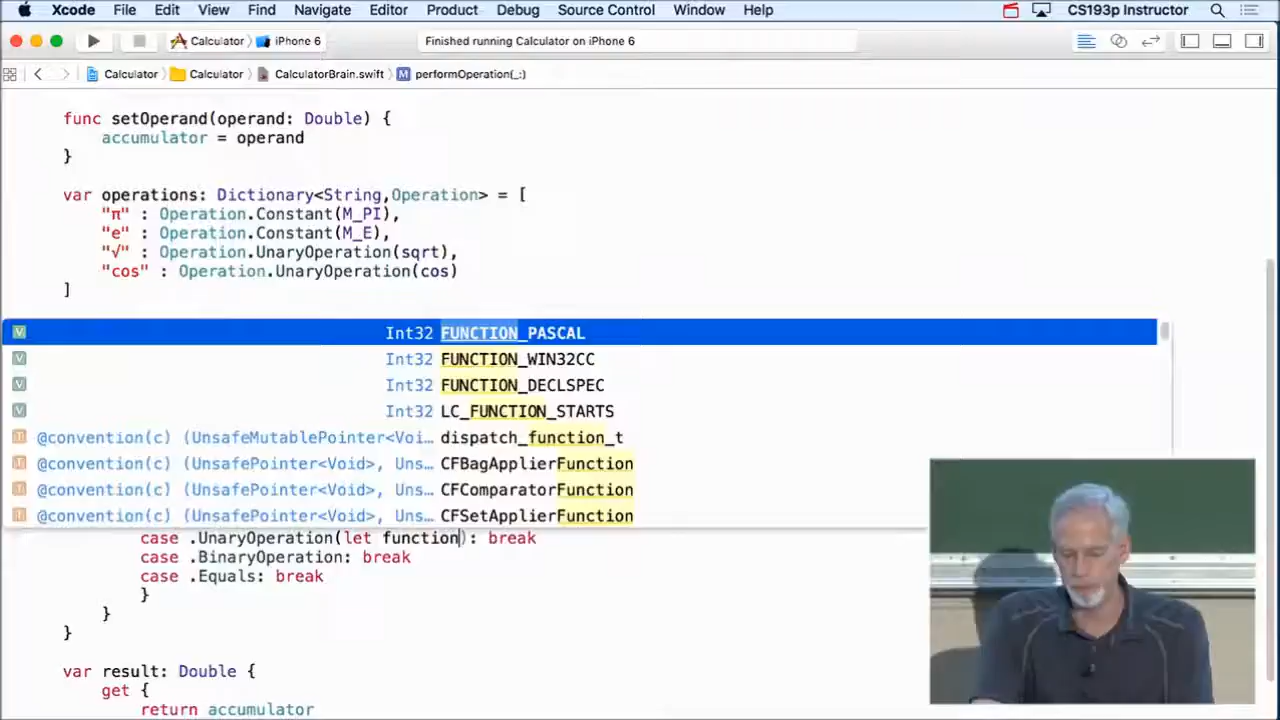 Xcode File Edit View Find Navigate Editor Product Debug Source Control Window Help CS193p Instructor
Calculator iPhone 6 Finished running Calculator on iPhone 6
Calculator Calculator CalculatorBrain.swift M performOperation(_:)
func setOperand(operand: Double) {
accumulator = operand
}
var operations: Dictionary<String,Operation> = [
"π" : Operation.Constant(M_PI),
"e" : Operation.Constant(M_E),
"√" : Operation.UnaryOperation(sqrt),
"cos" : Operation.UnaryOperation(cos)
]
V Int32 FUNCTION_PASCAL
V Int32 FUNCTION_WIN32CC
V Int32 FUNCTION_DECLSPEC
V Int32 LC_FUNCTION_STARTS
T @convention(c) (UnsafeMutablePointer<Voi… dispatch_function_t
T @convention(c) (UnsafePointer<Void>, Uns… CFBagApplierFunction
T @convention(c) (UnsafePointer<Void>, Uns… CFComparatorFunction
T @convention(c) (UnsafePointer<Void>, Uns… CFSetApplierFunction
case .UnaryOperation(let function): break
case .BinaryOperation: break
case .Equals: break
}
}
}
var result: Double {
get {
return accumulator